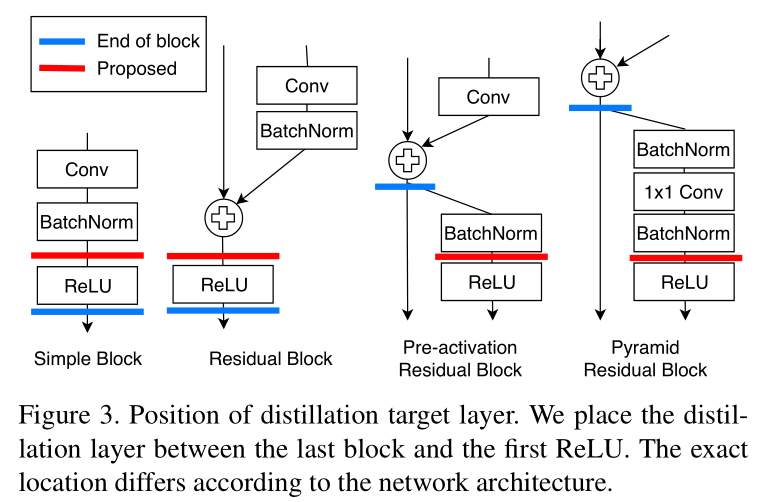 End of block
Proposed
Conv
BatchNorm
ReLU
Simple Block
Conv
BatchNorm
ReLU
Residual Block
Conv
BatchNorm
ReLU
Pre-activation
Residual Block
BatchNorm
1x1 Conv
BatchNorm
ReLU
Pyramid
Residual Block
Figure 3. Position of distillation target layer. We place the distil-
lation layer between the last block and the first ReLU. The exact
location differs according to the network architecture.